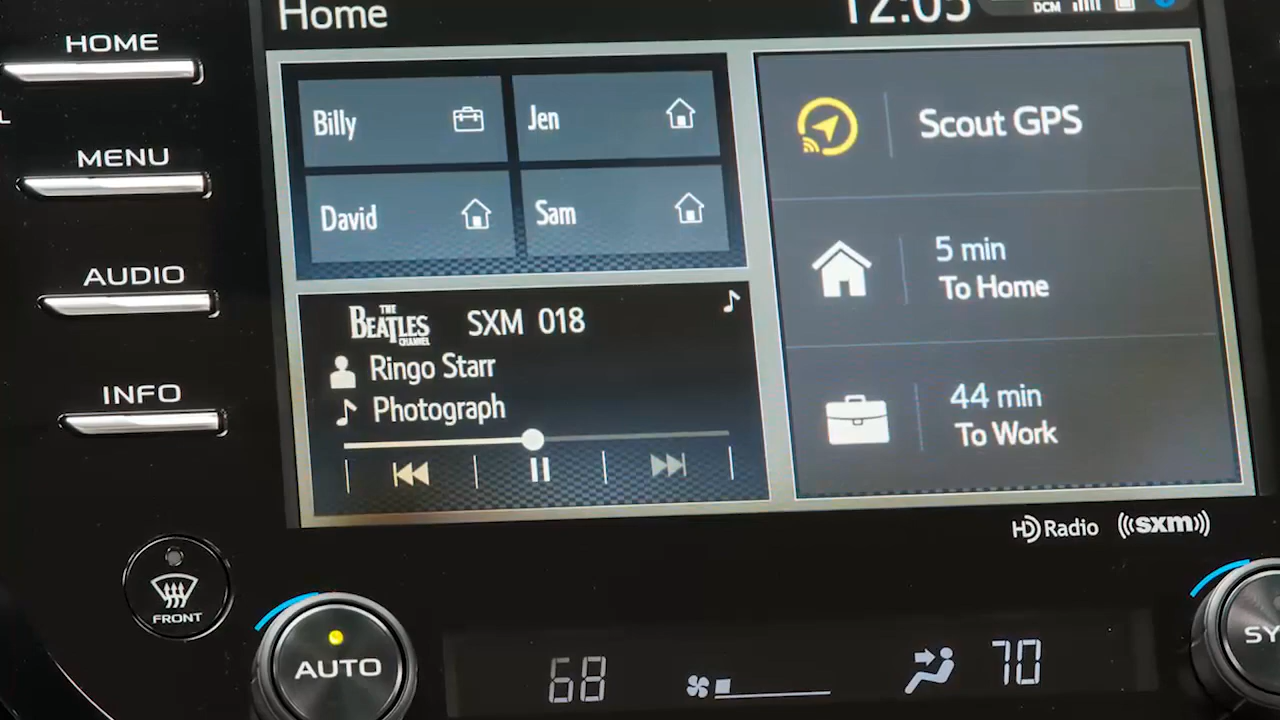 Home
12:05
DCM
HOME
MENU
AUDIO
INFO
Billy
Jen
David
Sam
THE
BEATLES
CHANNEL
SXM 018
Ringo Starr
Photograph
Scout GPS
5 min
To Home
44 min
To Work
HD Radio
((sxm))
FRONT
AUTO
68
70
SY